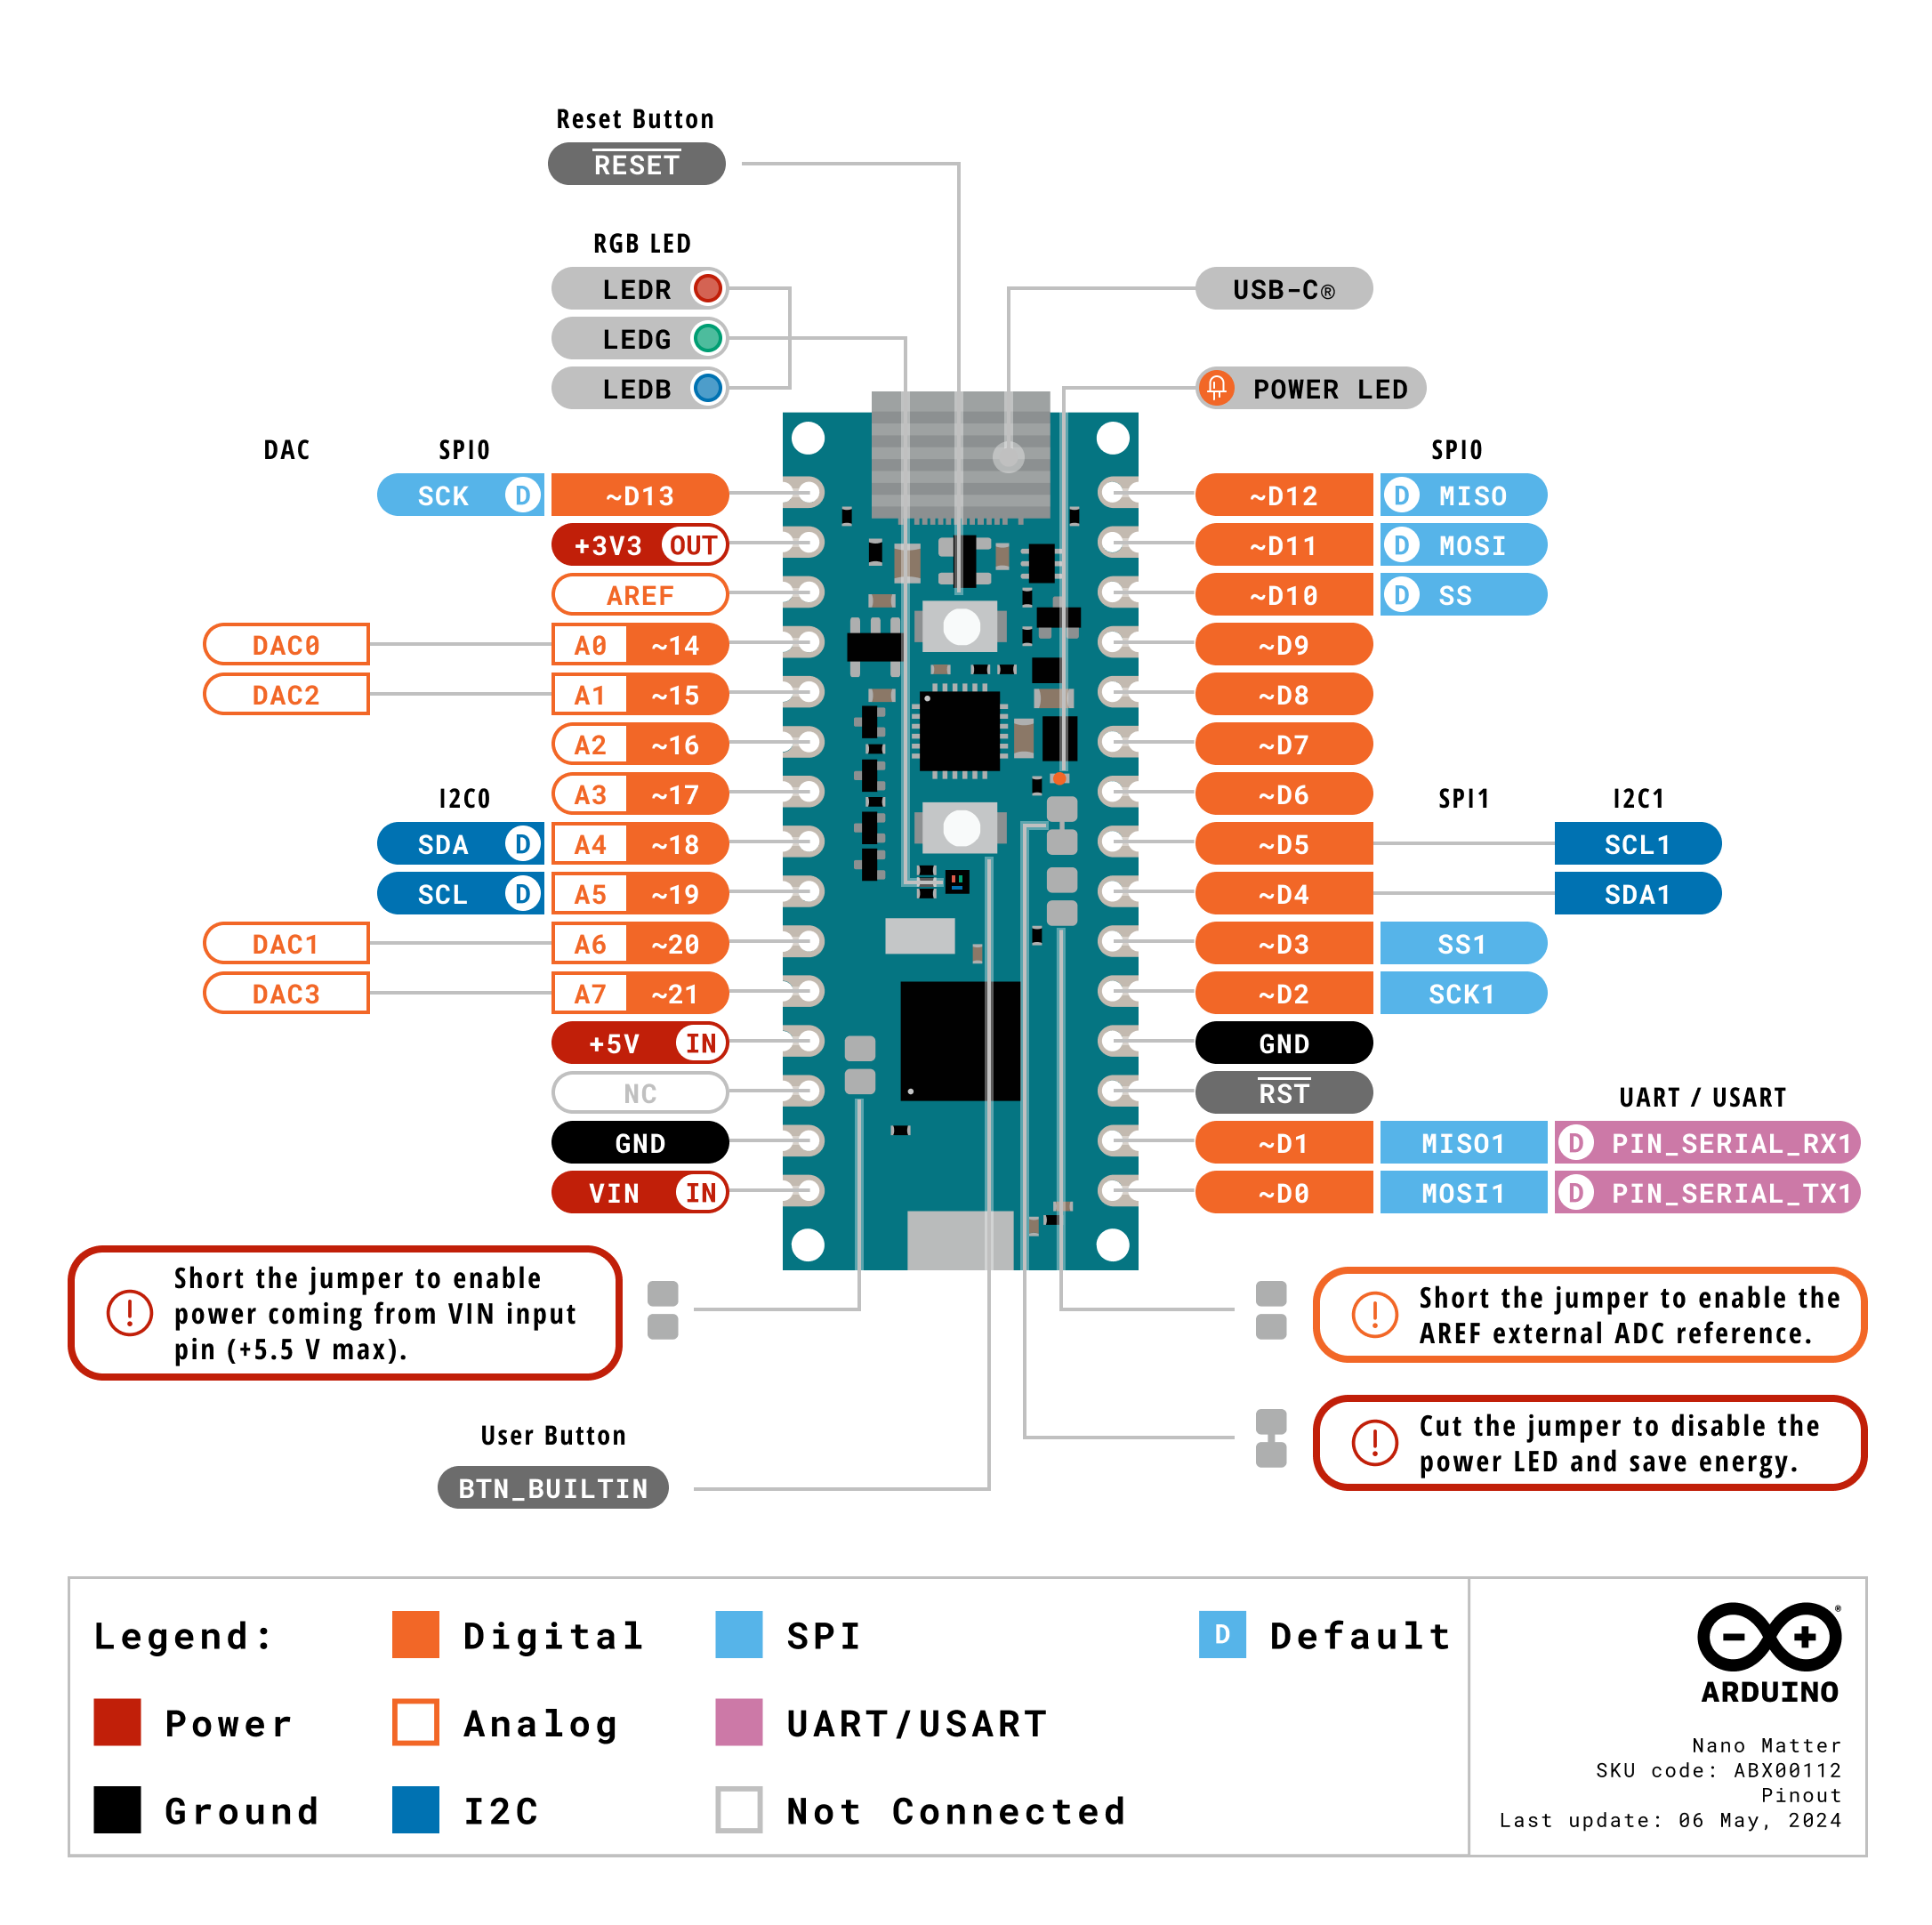 Reset Button
RESET
RGB LED
LEDR
LEDG
LEDB
USB-C®
POWER LED
DAC SPI0 SPI0
SCK D ~D13
+3V3 OUT
AREF
DAC0 A0 ~14
DAC2 A1 ~15
A2 ~16
A3 ~17
I2C0
SDA D A4 ~18
SCL D A5 ~19
DAC1 A6 ~20
DAC3 A7 ~21
+5V IN
NC
GND
VIN IN
~D12 D MISO
~D11 D MOSI
~D10 D SS
~D9
~D8
~D7
~D6
SPI1 I2C1
~D5 SCL1
~D4 SDA1
~D3 SS1
~D2 SCK1
GND
RST
UART / USART
~D1 MISO1 D PIN_SERIAL_RX1
~D0 MOSI1 D PIN_SERIAL_TX1
! Short the jumper to enable
power coming from VIN input
pin (+5.5 V max).
! Short the jumper to enable the
AREF external ADC reference.
! Cut the jumper to disable the
power LED and save energy.
User Button
BTN_BUILTIN
Legend:
Power
Ground
Digital
Analog
I2C
SPI
UART/USART
Not Connected
D Default
®
ARDUINO
Nano Matter
SKU code: ABX00112
Pinout
Last update: 06 May, 2024